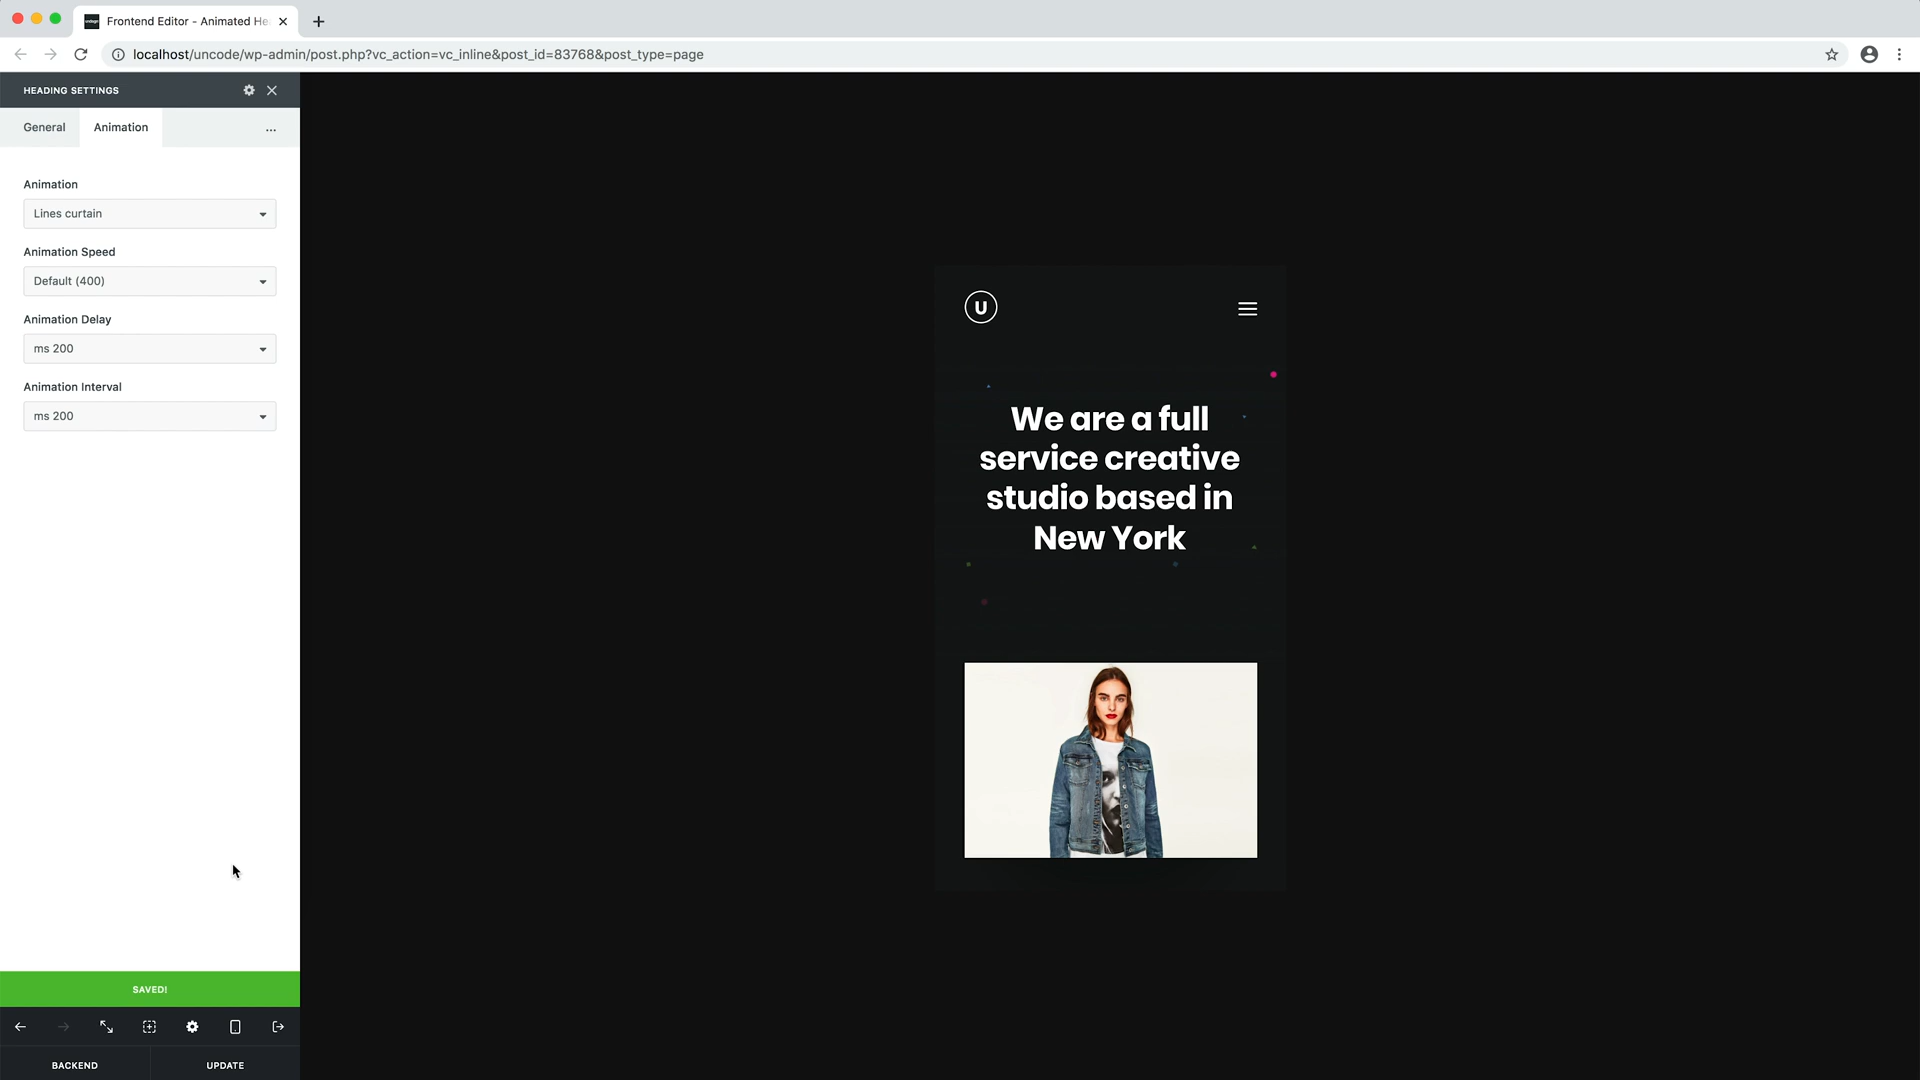 Frontend Editor - Animated He
localhost/uncode/wp-admin/post.php?vc_action=vc_inline&post_id=83768&post_type=page
HEADING SETTINGS
General
Animation
...
Animation
Lines curtain
Animation Speed
Default (400)
Animation Delay
ms 200
Animation Interval
ms 200
SAVED!
BACKEND
UPDATE
U
We are a full
service creative
studio based in
New York